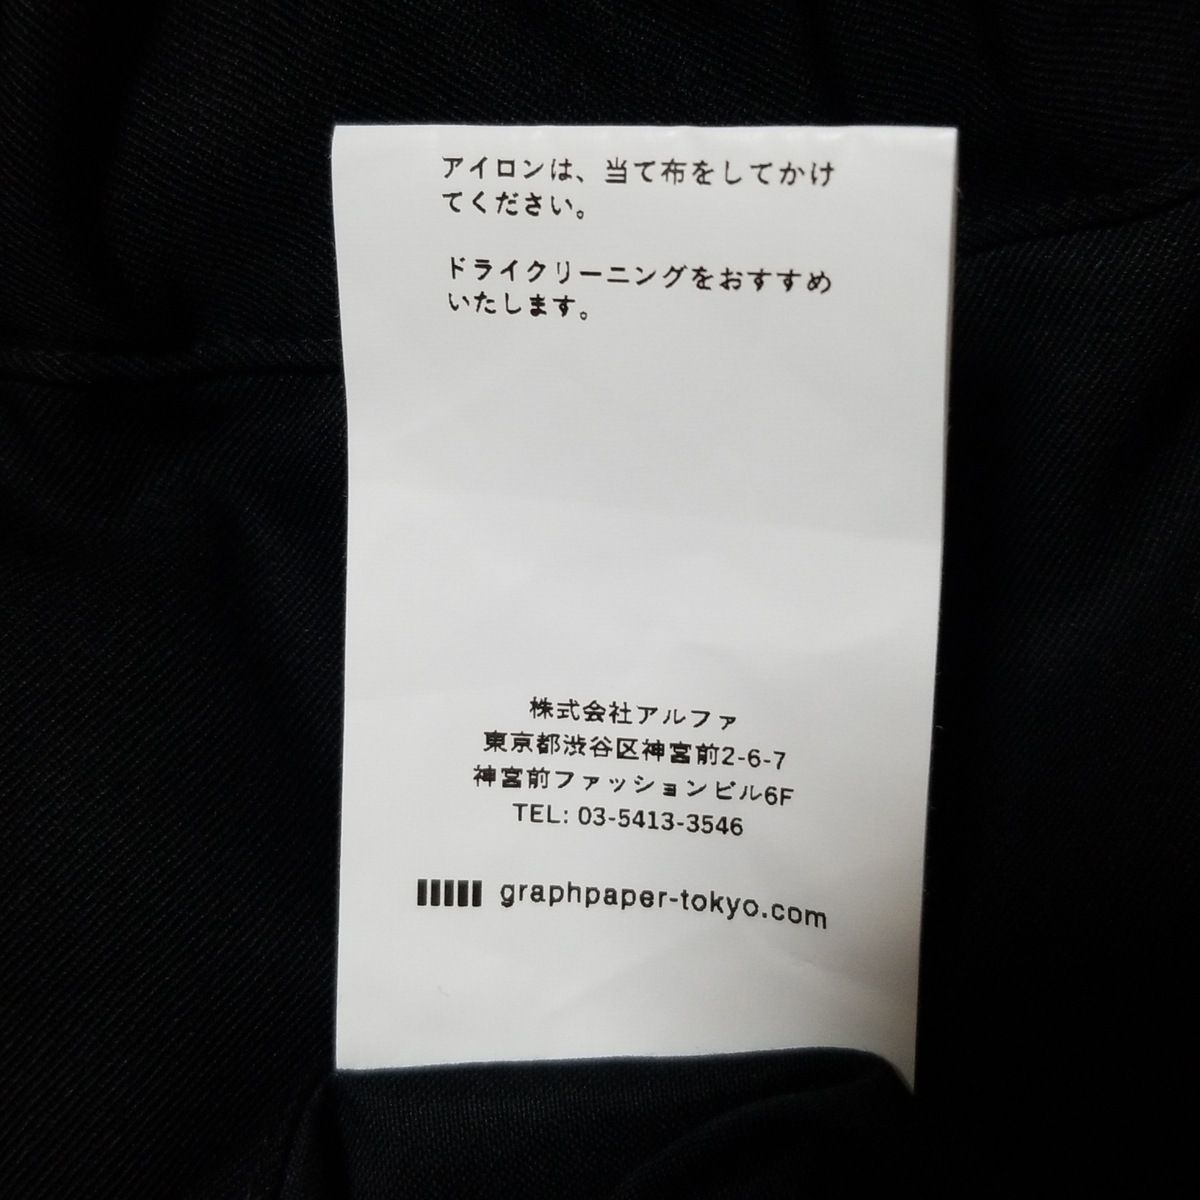 アイロンは、当て布をしてかけ
てください。
ドライクリーニングをおすすめ
いたします。
株式会社アルファ
東京都渋谷区神宮前2-6-7
神宮前ファッションビル6F
TEL: 03-5413-3546
graphpaper-tokyo.com